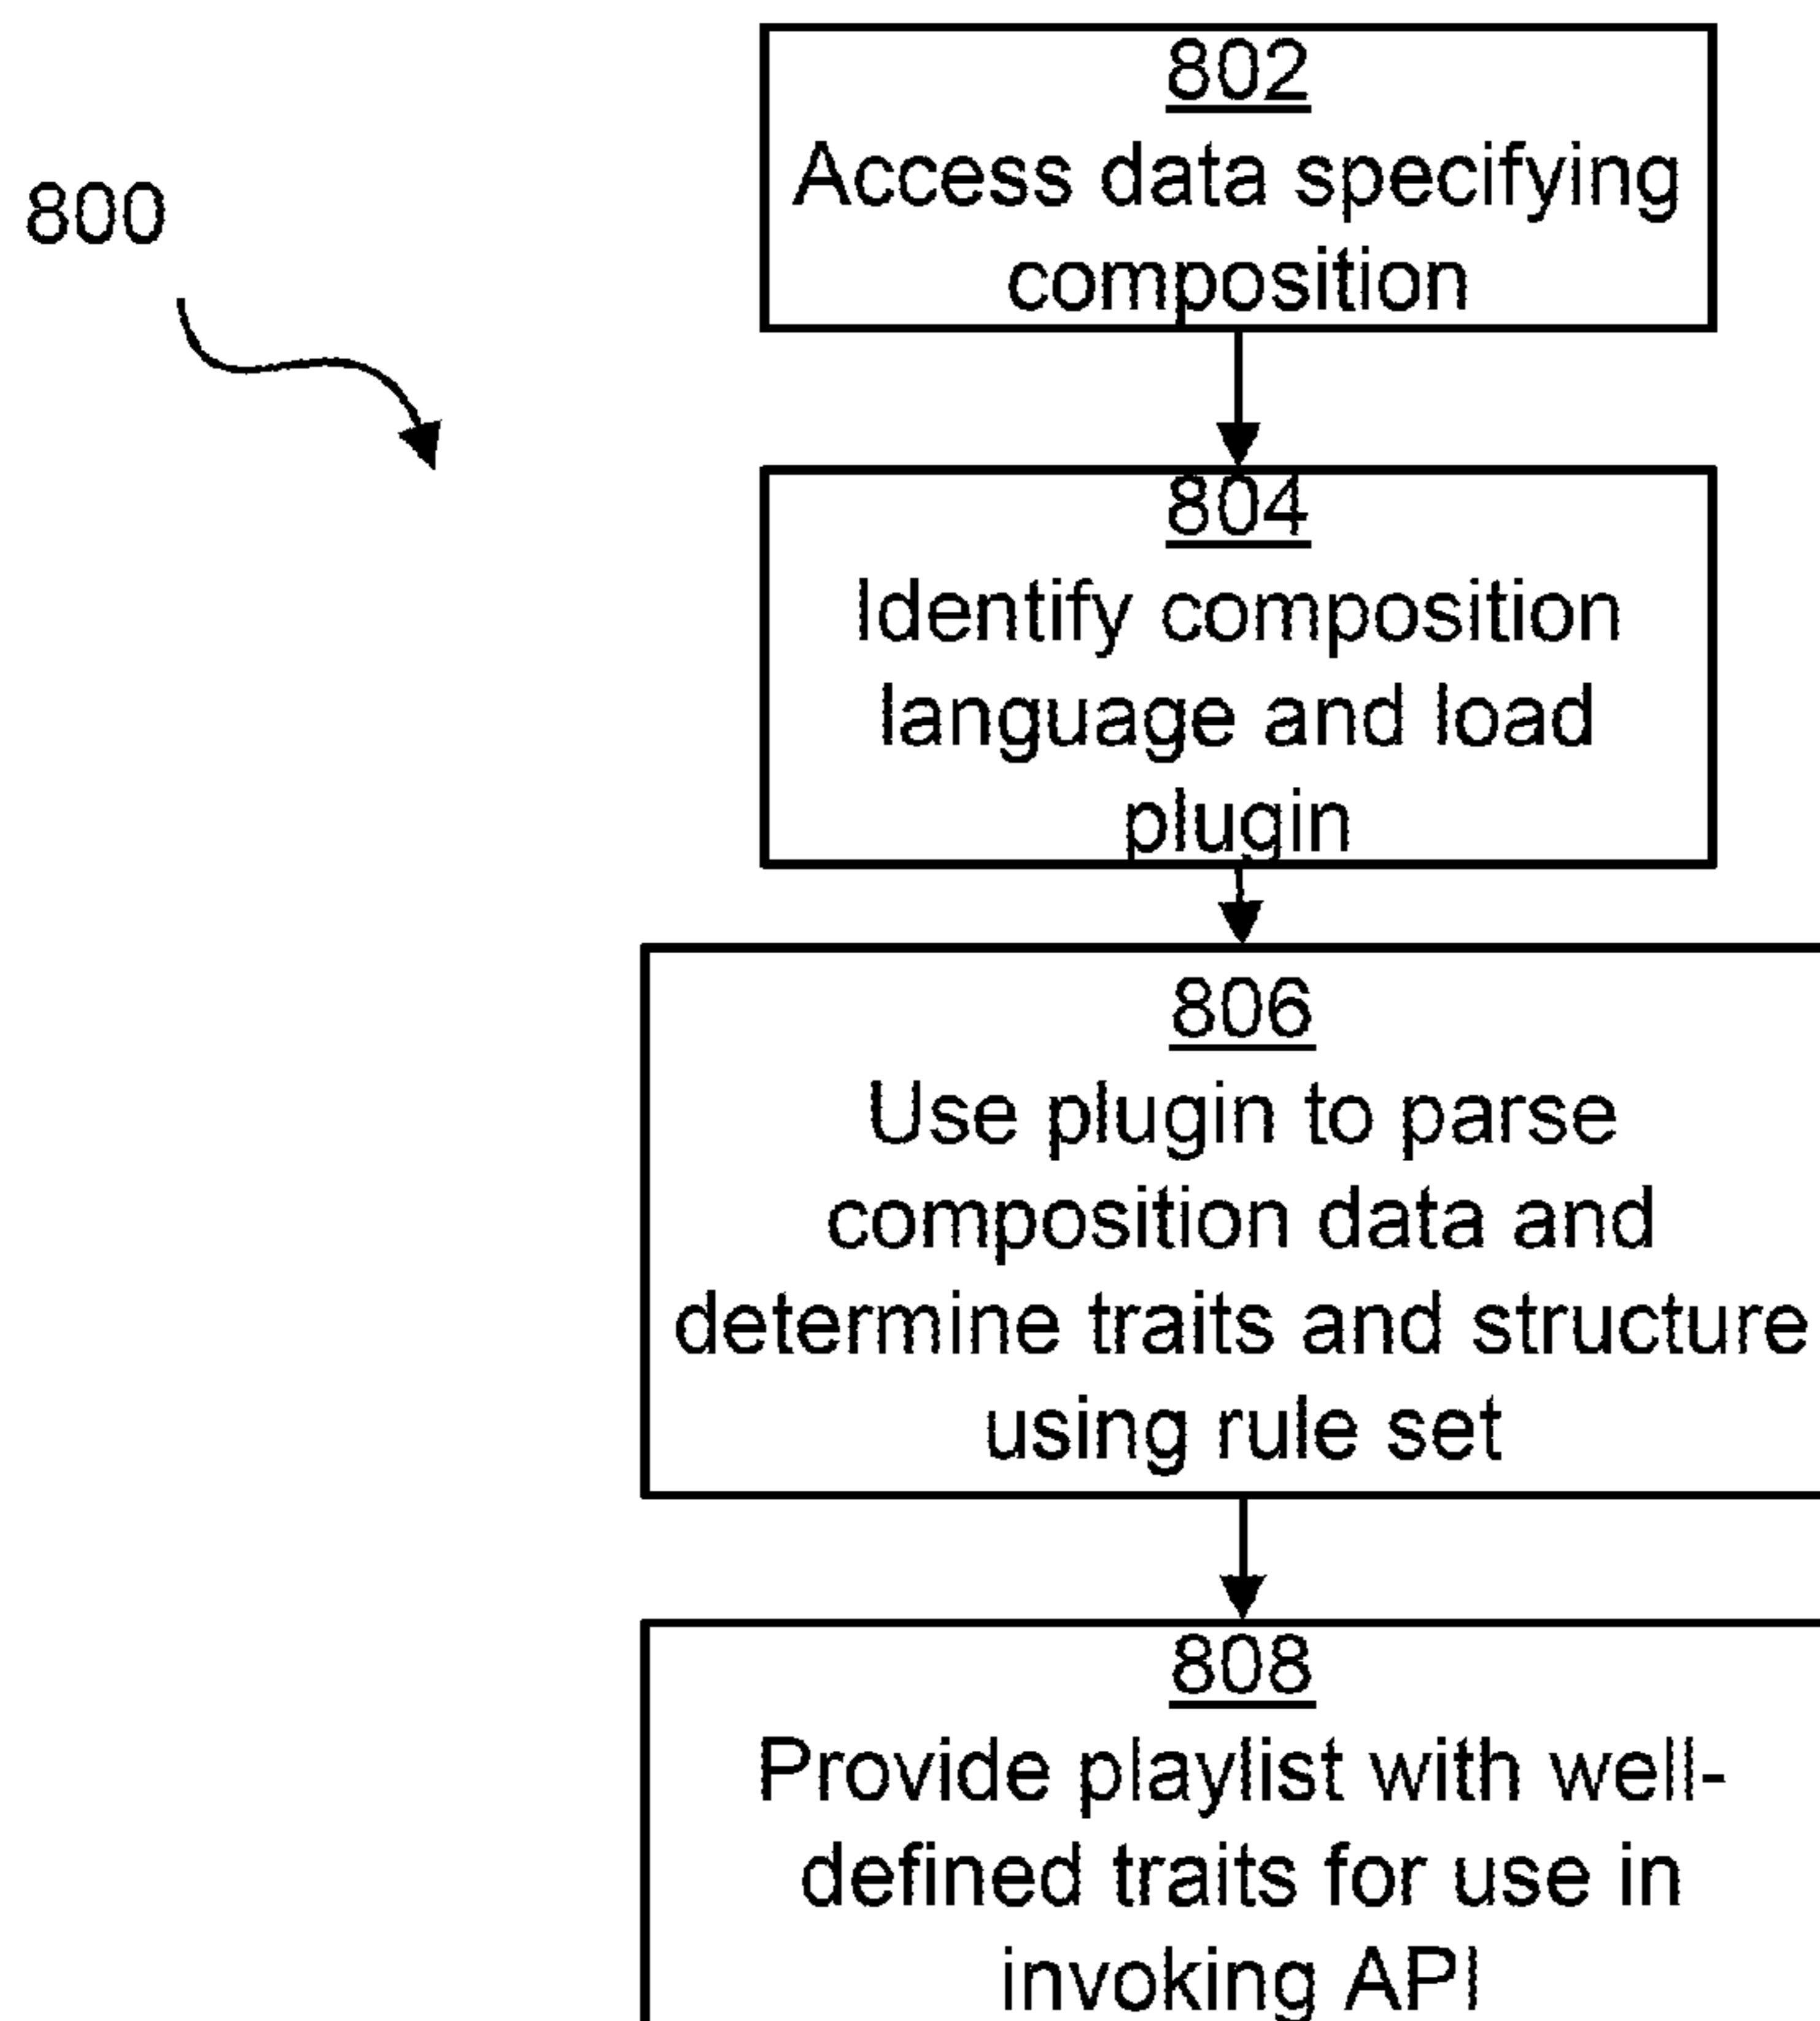 802
Access data specifying
composition
800
804
Identify composition
language and load
plugin
806
Use plugin to parse
composition data and
determine traits and structure
using rule set
808
Provide playlist with well-
defined traits for use in
invoking API